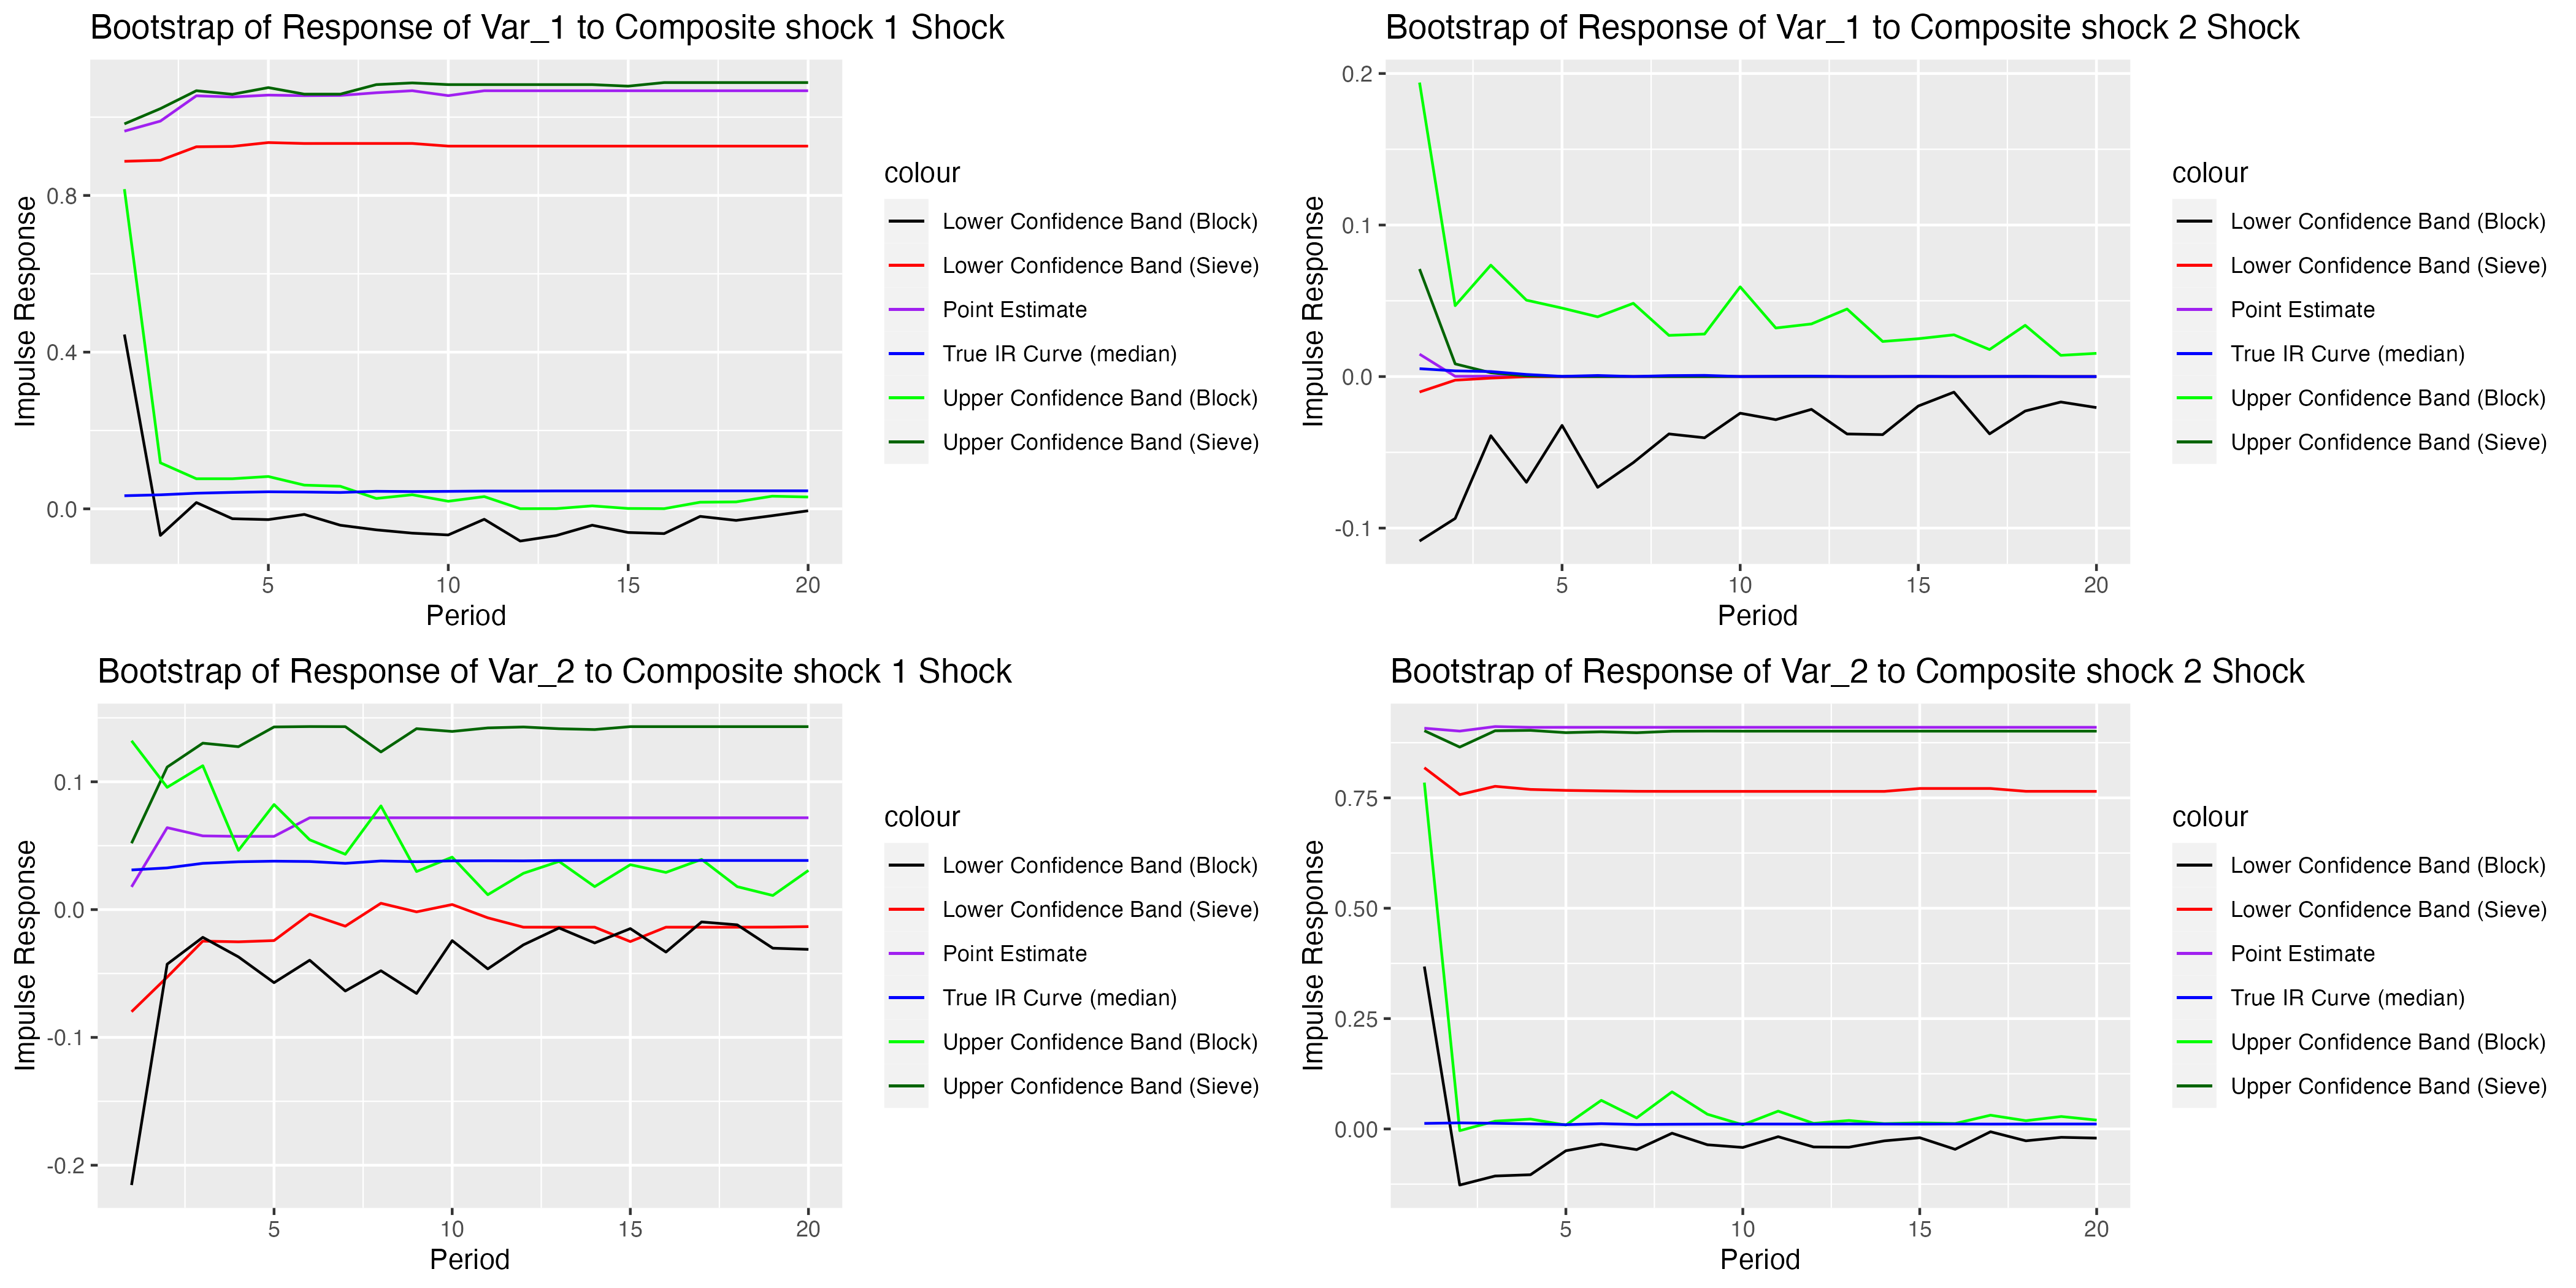 Bootstrap of Response of Var_1 to Composite shock 1 Shock
Impulse Response
0.8
0.4
0.0
5
10
15
20
Period
colour
Lower Confidence Band (Block)
Lower Confidence Band (Sieve)
Point Estimate
True IR Curve (median)
Upper Confidence Band (Block)
Upper Confidence Band (Sieve)
Bootstrap of Response of Var_1 to Composite shock 2 Shock
Impulse Response
0.2
0.1
0.0
-0.1
5
10
15
20
Period
colour
Lower Confidence Band (Block)
Lower Confidence Band (Sieve)
Point Estimate
True IR Curve (median)
Upper Confidence Band (Block)
Upper Confidence Band (Sieve)
Bootstrap of Response of Var_2 to Composite shock 1 Shock
Impulse Response
0.1
0.0
-0.1
-0.2
5
10
15
20
Period
colour
Lower Confidence Band (Block)
Lower Confidence Band (Sieve)
Point Estimate
True IR Curve (median)
Upper Confidence Band (Block)
Upper Confidence Band (Sieve)
Bootstrap of Response of Var_2 to Composite shock 2 Shock
Impulse Response
0.75
0.50
0.25
0.00
5
10
15
20
Period
colour
Lower Confidence Band (Block)
Lower Confidence Band (Sieve)
Point Estimate
True IR Curve (median)
Upper Confidence Band (Block)
Upper Confidence Band (Sieve)